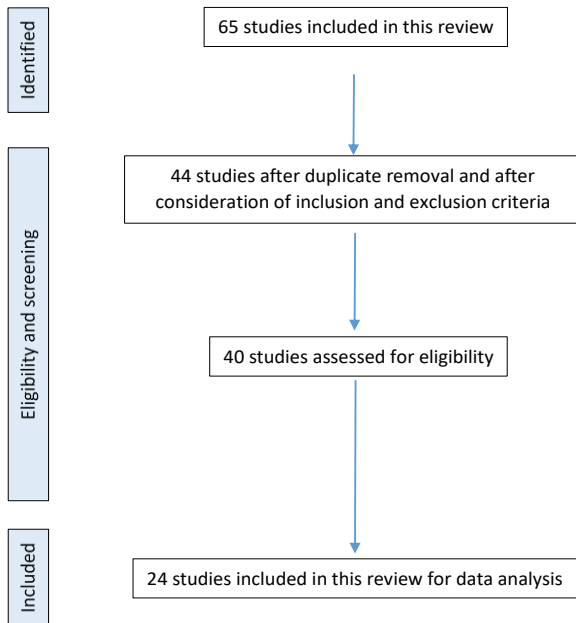 Identified
65 studies included in this review
Eligibility and screening
44 studies after duplicate removal and after
consideration of inclusion and exclusion criteria
40 studies assessed for eligibility
Included
24 studies included in this review for data analysis